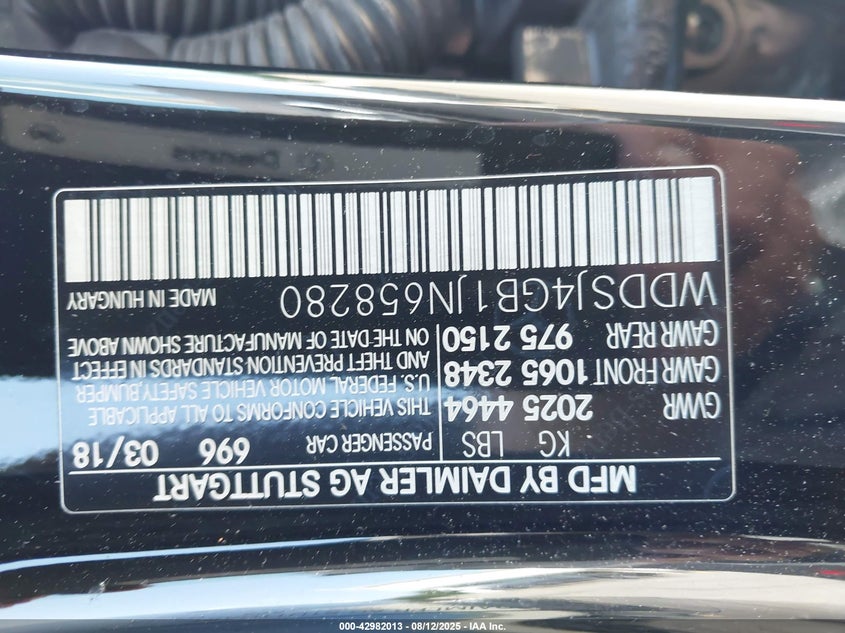 MFD BY DAIMLER AG STUTTGART
KG LBS PASSENGER CAR 696 03/18
GVWR 2025 4464
GAWR FRONT 1065 2348
GAWR REAR 975 2150
THIS VEHICLE CONFORMS TO ALL APPLICABLE
U.S. FEDERAL MOTOR VEHICLE SAFETY,BUMPER
AND THEFT PREVENTION STANDARDS IN EFFECT
ON THE DATE OF MANUFACTURE SHOWN ABOVE
WDDSJ4GB1JN658280 MADE IN HUNGARY
000-42982013 - 08/12/2025 - IAA Inc.